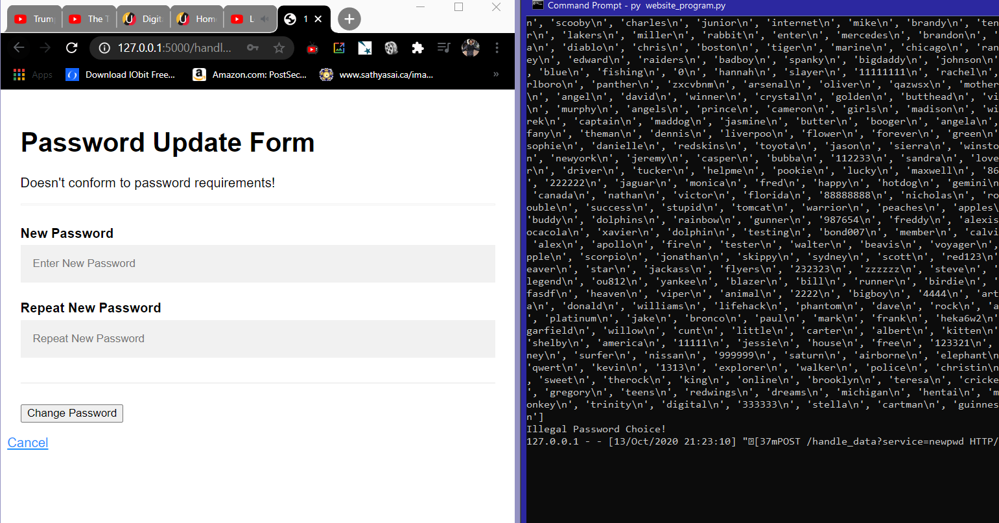 Trum
The T
Digit
Hom
L
1
127.0.0.1:5000/handl...
Apps
Download IObit Free...
Amazon.com: PostSec...
www.sathyasai.ca/ima...
»
Password Update Form
Doesn't conform to password requirements!
New Password
Enter New Password
Repeat New Password
Repeat New Password
Change Password
Cancel
Command Prompt - py  website_program.py
n', 'scooby\n', 'charles\n', 'junior\n', 'internet\n', 'mike\n', 'brandy\n', 'ten
r\n', 'lakers\n', 'miller\n', 'rabbit\n', 'enter\n', 'mercedes\n', 'brandon\n', '
a\n', 'diablo\n', 'chris\n', 'boston\n', 'tiger\n', 'marine\n', 'chicago\n', 'ran
ey\n', 'edward\n', 'raiders\n', 'badboy\n', 'spanky\n', 'bigdaddy\n', 'johnson\n'
, 'blue\n', 'fishing\n', '0\n', 'hannah\n', 'slayer\n', '11111111\n', 'rachel\n',
rlboro\n', 'panther\n', 'zxcvbnm\n', 'arsenal\n', 'oliver\n', 'qazwsx\n', 'mother
\n', 'angel\n', 'david\n', 'winner\n', 'crystal\n', 'golden\n', 'butthead\n', 'vi
\n', 'murphy\n', 'angels\n', 'prince\n', 'cameron\n', 'girls\n', 'madison\n', 'wi
rek\n', 'captain\n', 'maddog\n', 'jasmine\n', 'butter\n', 'booger\n', 'angela\n',
fany\n', 'theman\n', 'dennis\n', 'liverpoo\n', 'flower\n', 'forever\n', 'green\n'
sophie\n', 'danielle\n', 'redskins\n', 'toyota\n', 'jason\n', 'sierra\n', 'winsto
n', 'newyork\n', 'jeremy\n', 'casper\n', 'bubba\n', '112233\n', 'sandra\n', 'love
r\n', 'driver\n', 'tucker\n', 'helpme\n', 'pookie\n', 'lucky\n', 'maxwell\n', '86
, '222222\n', 'jaguar\n', 'monica\n', 'fred\n', 'happy\n', 'hotdog\n', 'gemini\n'
 'canada\n', 'nathan\n', 'victor\n', 'florida\n', '88888888\n', 'nicholas\n', 'ro
ouble\n', 'success\n', 'stupid\n', 'tomcat\n', 'warrior\n', 'peaches\n', 'apples\
'buddy\n', 'dolphins\n', 'rainbow\n', 'gunner\n', '987654\n', 'freddy\n', 'alexis
ocacola\n', 'xavier\n', 'dolphin\n', 'testing\n', 'bond007\n', 'member\n', 'calvi
 'alex\n', 'apollo\n', 'fire\n', 'tester\n', 'walter\n', 'beavis\n', 'voyager\n',
pple\n', 'scorpio\n', 'jonathan\n', 'skippy\n', 'sydney\n', 'scott\n', 'red123\n'
eaver\n', 'star\n', 'jackass\n', 'flyers\n', '232323\n', 'zzzzzz\n', 'steve\n', '
legend\n', 'ou812\n', 'yankee\n', 'blazer\n', 'bill\n', 'runner\n', 'birdie\n', '
fasdf\n', 'heaven\n', 'viper\n', 'animal\n', '2222\n', 'bigboy\n', '4444\n', 'art
a\n', 'donald\n', 'williams\n', 'lifehack\n', 'phantom\n', 'dave\n', 'rock\n', 'a
, 'platinum\n', 'jake\n', 'bronco\n', 'paul\n', 'mark\n', 'frank\n', 'heka6w2\n'
garfield\n', 'willow\n', 'cunt\n', 'little\n', 'carter\n', 'albert\n', 'kitten\n'
'shelby\n', 'america\n', '11111\n', 'jessie\n', 'house\n', 'free\n', '123321\n',
ney\n', 'surfer\n', 'nissan\n', '999999\n', 'saturn\n', 'airborne\n', 'elephant\n
'qwert\n', 'kevin\n', '1313\n', 'explorer\n', 'walker\n', 'police\n', 'christin\n
, 'sweet\n', 'therock\n', 'king\n', 'online\n', 'brooklyn\n', 'teresa\n', 'cricke
', 'gregory\n', 'teens\n', 'redwings\n', 'dreams\n', 'michigan\n', 'hentai\n', 'm
onkey\n', 'trinity\n', 'digital\n', '333333\n', 'stella\n', 'cartman\n', 'guinnes
n']
Illegal Password Choice!
127.0.0.1 - - [13/Oct/2020 21:23:10] "[37mPOST /handle_data?service=newpwd HTTP/